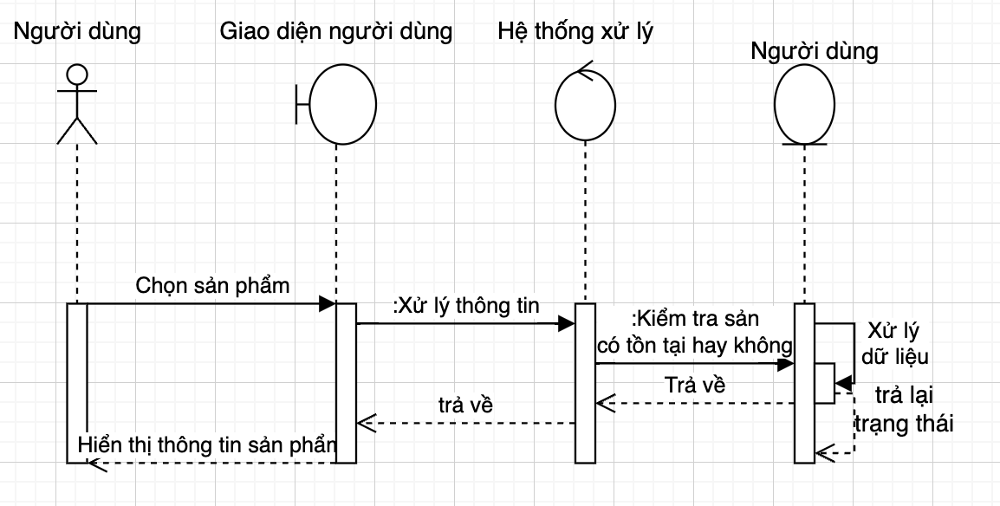 Người dùng
Giao diện người dùng
Hệ thống xử lý
Người dùng
Chọn sản phẩm
:Xử lý thông tin
:Kiểm tra sản
có tồn tại hay không
Xử lý
dữ liệu
Trả về
trả lại
trạng thái
trả về
Hiển thị thông tin sản phẩm